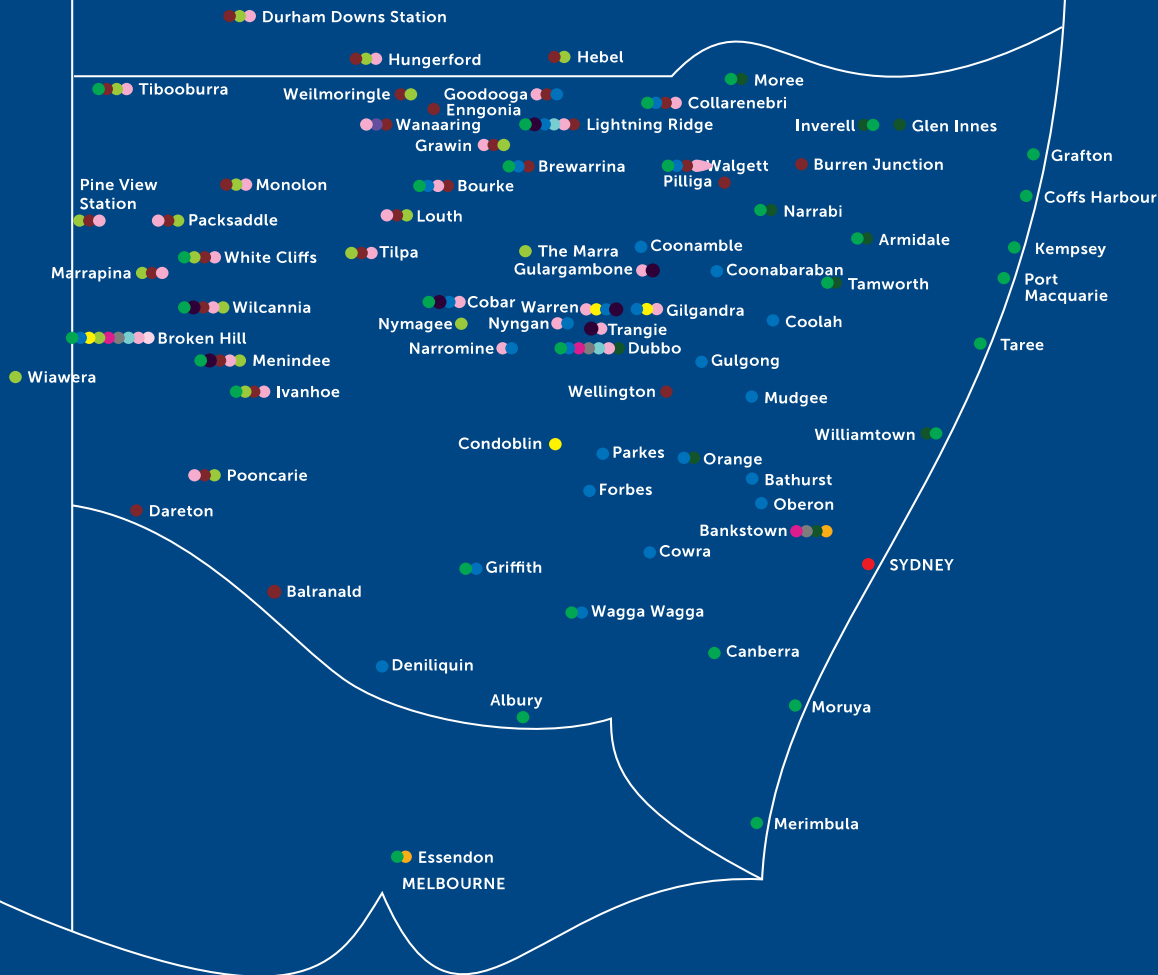 Durham Downs Station
Hungerford
Hebel
Moree
Tibooburra
Weilmoringle
Goodooga
Enngonia
Collarenebri
Wanaaring
Lightning Ridge
Inverell
Glen Innes
Grawin
Grafton
Brewarrina
Walgett
Burren Junction
Pilliga
Pine View
Station
Monolon
Bourke
Coffs Harbour
Packsaddle
Louth
Narrabi
Armidale
Coonamble
Kempsey
White Cliffs
Tilpa
The Marra
Gulargambone
Coonabaraban
Marrapina
Tamworth
Port
Macquarie
Wilcannia
Cobar
Warren
Gilgandra
Nymagee
Nyngan
Trangie
Coolah
Broken Hill
Narromine
Dubbo
Taree
Menindee
Gulgong
Wiawera
Ivanhoe
Wellington
Mudgee
Williamtown
Condoblin
Parkes
Orange
Pooncarie
Bathurst
Forbes
Oberon
Dareton
Bankstown
Cowra
SYDNEY
Griffith
Balranald
Wagga Wagga
Canberra
Deniliquin
Albury
Moruya
Merimbula
Essendon
MELBOURNE